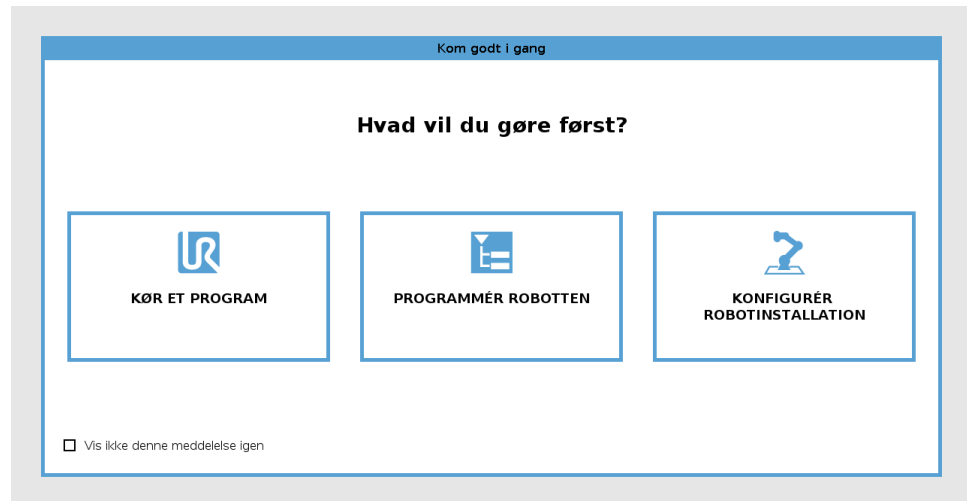 Kom godt i gang
Hvad vil du gøre først?
KØR ET PROGRAM
PROGRAMMÉR ROBOTTEN
KONFIGURÉR
ROBOTINSTALLATION
Vis ikke denne meddelelse igen